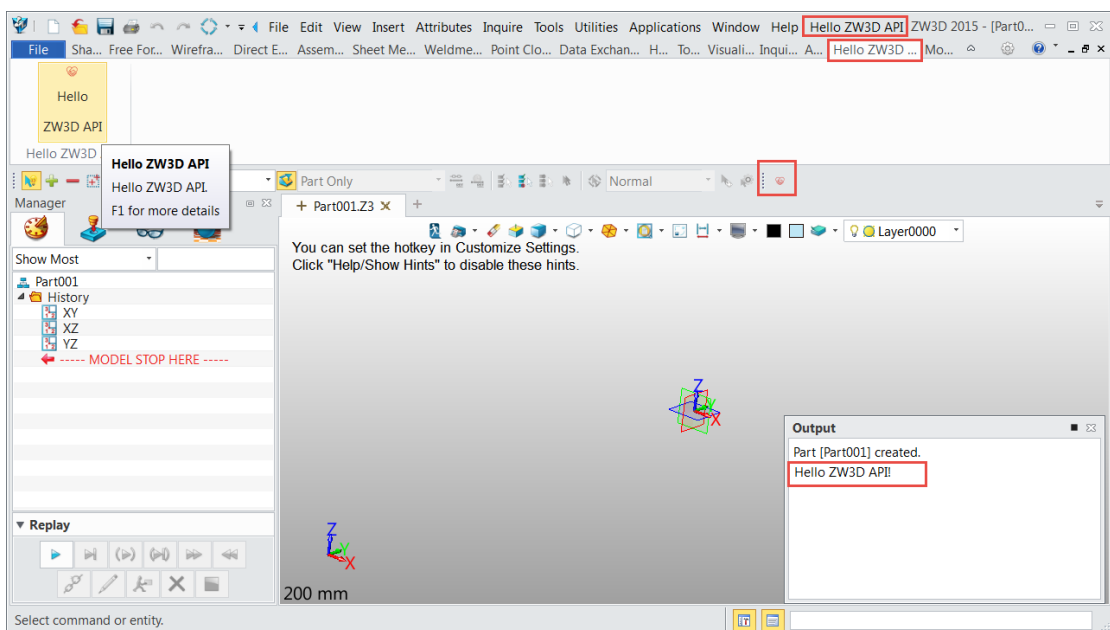 File Edit View Insert Attributes Inquire Tools Utilities Applications Window Help Hello ZW3D API ZW3D 2015 - [Part0...
File Sha... Free For... Wirefra... Direct E... Assem... Sheet Me... Weldme... Point Clo... Data Exchan... H... To... Visuali... Inqui... A... Hello ZW3D ... Mo...
Hello
ZW3D API
Hello ZW3D
Hello ZW3D API
Hello ZW3D API.
F1 for more details
Part Only Normal
Manager
+ Part001.Z3
You can set the hotkey in Customize Settings.
Click "Help/Show Hints" to disable these hints.
Layer0000
Show Most
Part001
History
XY
XZ
YZ
----- MODEL STOP HERE -----
Z
Y
X
Output
Part [Part001] created.
Hello ZW3D API!
Replay
Z
Y
X
200 mm
Select command or entity.